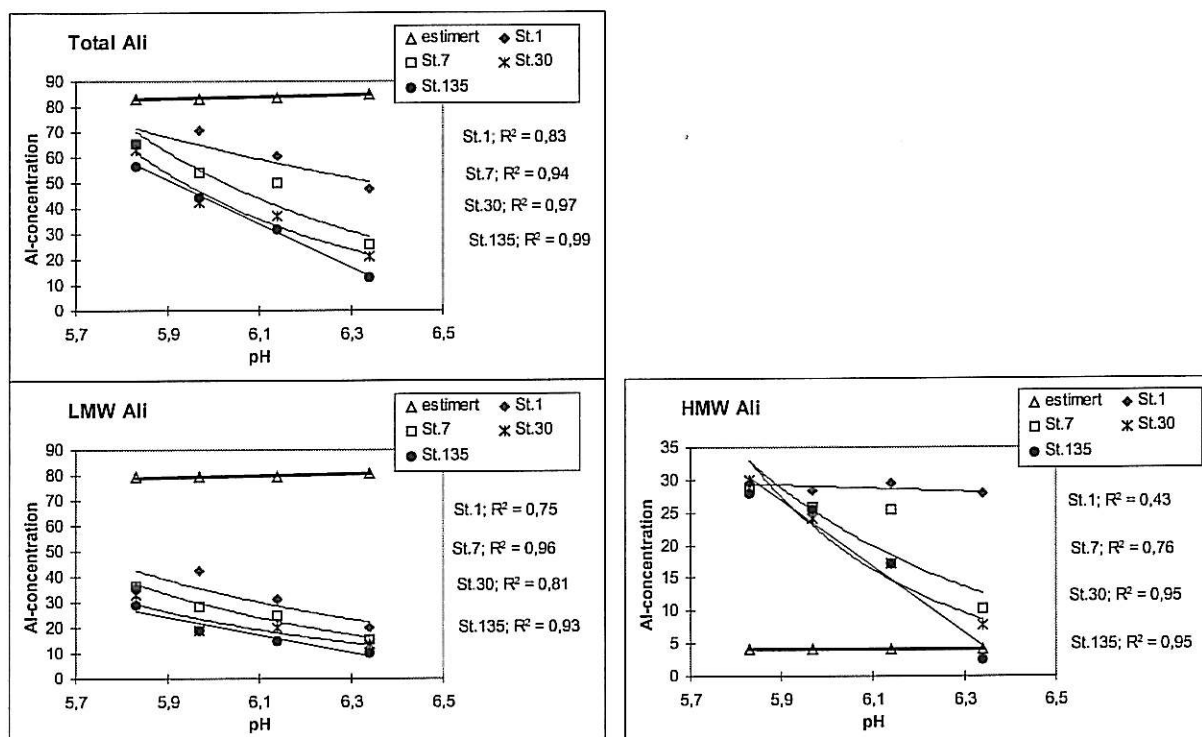 Total Ali
estimert St.1
St.7 St.30
St.135
90
80
70
60
50
40
30
20
10
0
Al-concentration
5,7 5,9 6,1 6,3 6,5
pH
St.1; R² = 0,83
St.7; R² = 0,94
St.30; R² = 0,97
St.135; R² = 0,99
LMW Ali
estimert St.1
St.7 St.30
St.135
90
80
70
60
50
40
30
20
10
0
Al-concentration
5,7 5,9 6,1 6,3 6,5
pH
St.1; R² = 0,75
St.7; R² = 0,96
St.30; R² = 0,81
St.135; R² = 0,93
HMW Ali
estimert St.1
St.7 St.30
St.135
35
30
25
20
15
10
5
0
Al-concentration
5,7 5,9 6,1 6,3 6,5
pH
St.1; R² = 0,43
St.7; R² = 0,76
St.30; R² = 0,95
St.135; R² = 0,95